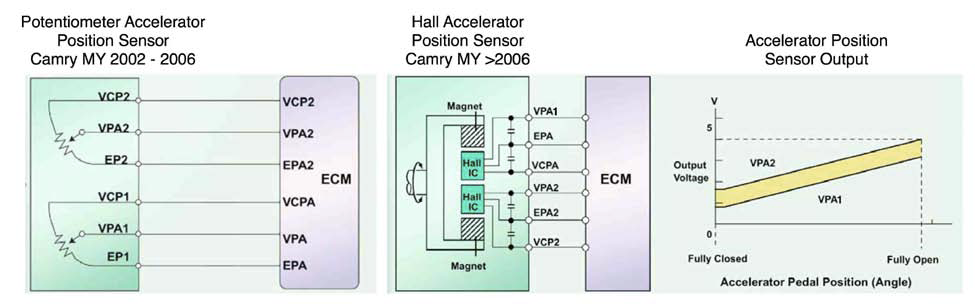 Potentiometer Accelerator
Position Sensor
Camry MY 2002 - 2006
VCP2
VCP2
VPA2
VPA2
EP2
EPA2
ECM
VCP1
VCPA
VPA1
VPA
EP1
EPA
Hall Accelerator
Position Sensor
Camry MY >2006
Magnet
VPA1
EPA
Hall
IC
VCPA
ECM
Hall
IC
VPA2
EPA2
VCP2
Magnet
Accelerator Position
Sensor Output
V
5
Output
Voltage
VPA2
VPA1
0
Fully Closed
Fully Open
Accelerator Pedal Position (Angle)